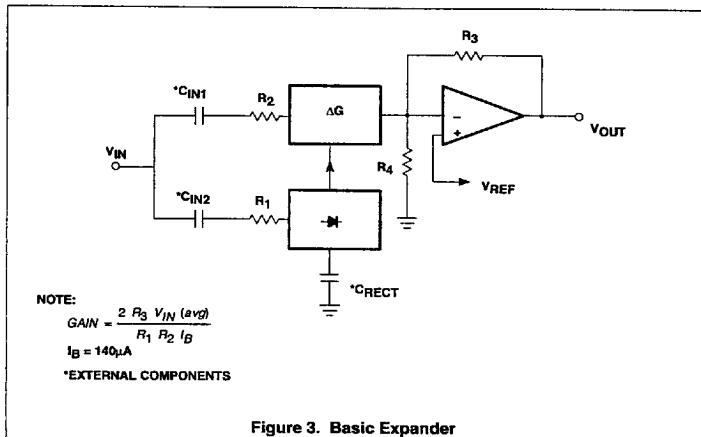 R3
*CIN1
R2
ΔG
VIN
R4
−
+
VOUT
VREF
*CIN2
R1
*CRECT
NOTE:
GAIN = 2 R3 VIN (avg) / R1 R2 IB
IB = 140μA
*EXTERNAL COMPONENTS
Figure 3. Basic Expander